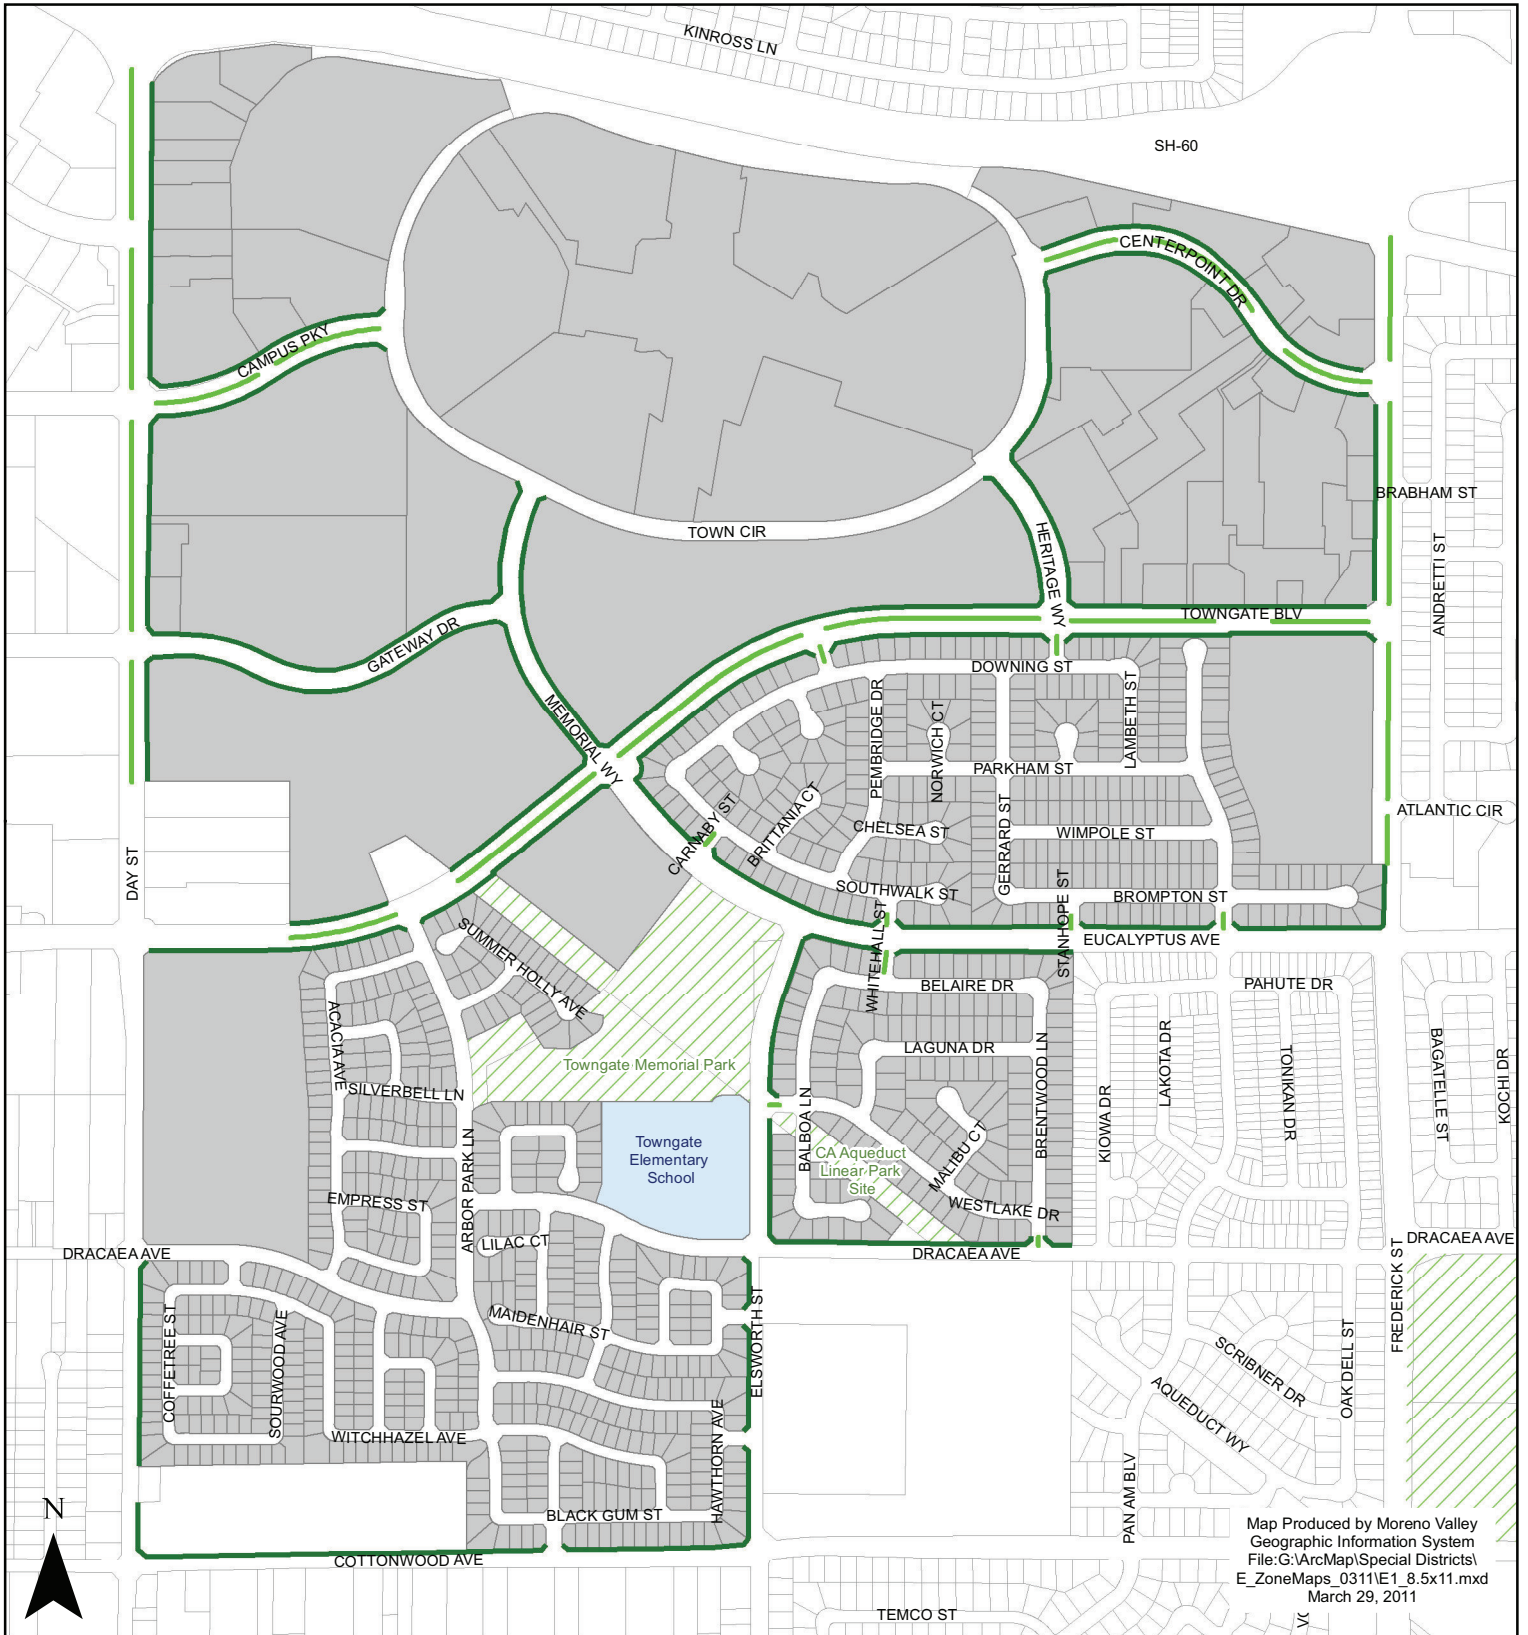 KINROSS LN
SH-60
CENTERPOINT DR
CAMPUS PKY
BRABHAM ST
TOWN CIR
HERITAGE WY
ANDRETTI ST
TOWNGATE BLV
GATEWAY DR
DOWNING ST
MEMORIAL WY
PEMBRIDGE DR
NORWICH CT
LAMBETH ST
PARKHAM ST
CARNABY ST
BRITTANIA CT
CHELSEA ST
GERRARD ST
WIMPOLE ST
ATLANTIC CIR
DAY ST
SOUTHWALK ST
STANHOPE ST
BROMPTON ST
WHITEHALL ST
EUCALYPTUS AVE
SUMMER HOLLY AVE
BELAIRE DR
PAHUTE DR
ACACIA AVE
LAGUNA DR
BRENTWOOD LN
KIOWA DR
LAKOTA DR
TONIKAN DR
BAGATELLE ST
KOCHI DR
Towngate Memorial Park
SILVERBELL LN
BALBOA LN
MALIBU CT
ARBOR PARK LN
Towngate
Elementary
School
CA Aqueduct
Linear Park
Site
EMPRESS ST
WESTLAKE DR
LILAC CT
DRACAEA AVE
DRACAEA AVE
DRACAEA AVE
FREDERICK ST
COFFETREE ST
SOURWOOD AVE
MAIDENHAIR ST
ELSWORTH ST
SCRIBNER DR
OAK DELL ST
AQUEDUCT WY
WITCHHAZEL AVE
HAWTHORN AVE
PAN AM BLV
BLACK GUM ST
N
COTTONWOOD AVE
TEMCO ST
Map Produced by Moreno Valley
Geographic Information System
File:G:\ArcMap\Special Districts\
E_ZoneMaps_0311\E1_8.5x11.mxd
March 29, 2011